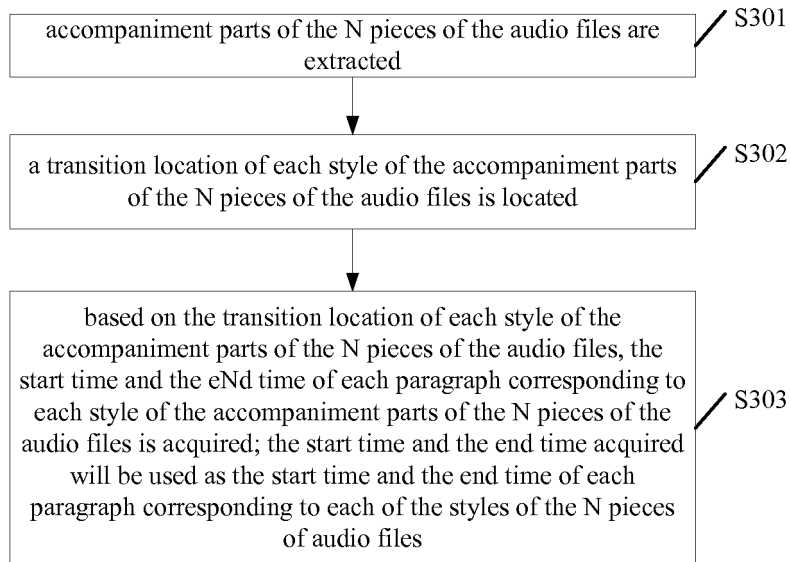 accompaniment parts of the N pieces of the audio files are
extracted
S301
a transition location of each style of the accompaniment parts
of the N pieces of the audio files is located
S302
based on the transition location of each style of the
accompaniment parts of the N pieces of the audio files, the
start time and the eNd time of each paragraph corresponding to
each style of the accompaniment parts of the N pieces of the
audio files is acquired; the start time and the end time acquired
will be used as the start time and the end time of each
paragraph corresponding to each of the styles of the N pieces
of audio files
S303